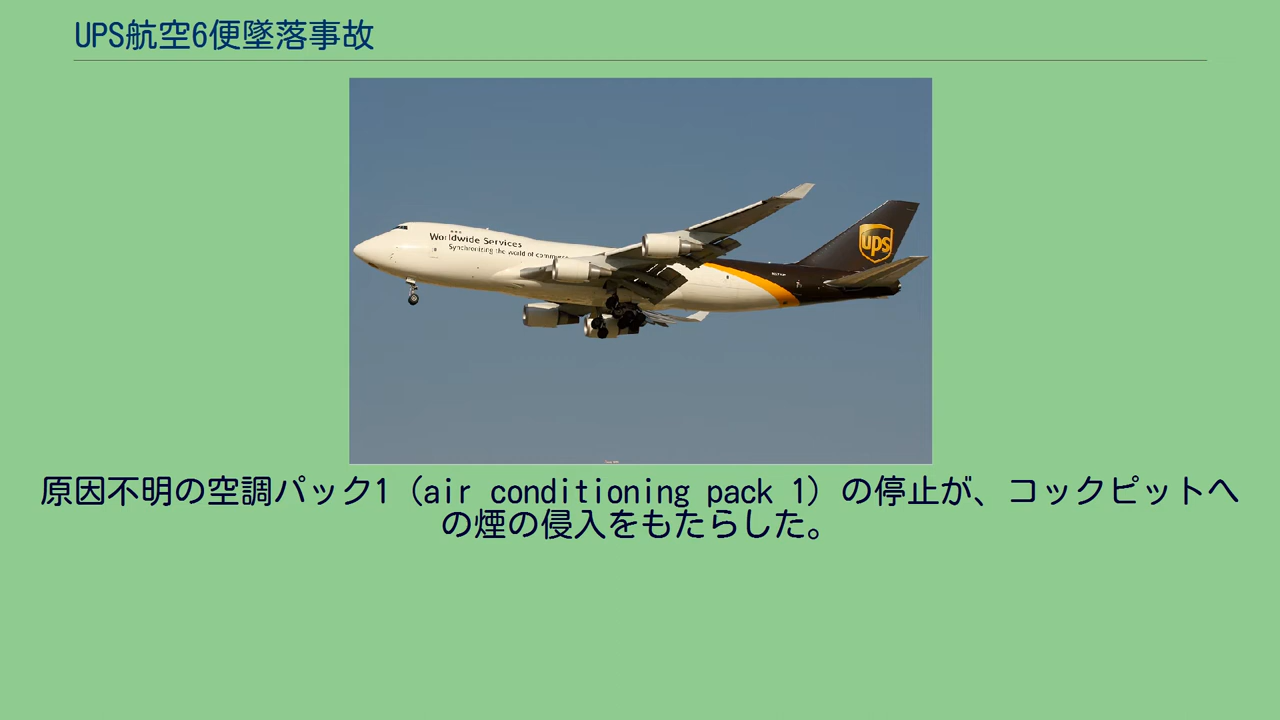 UPS航空6便墜落事故
Worldwide Services
Synchronizing the world of commerce
ups
原因不明の空調パック1（air conditioning pack 1）の停止が、コックピットへ
の煙の侵入をもたらした。